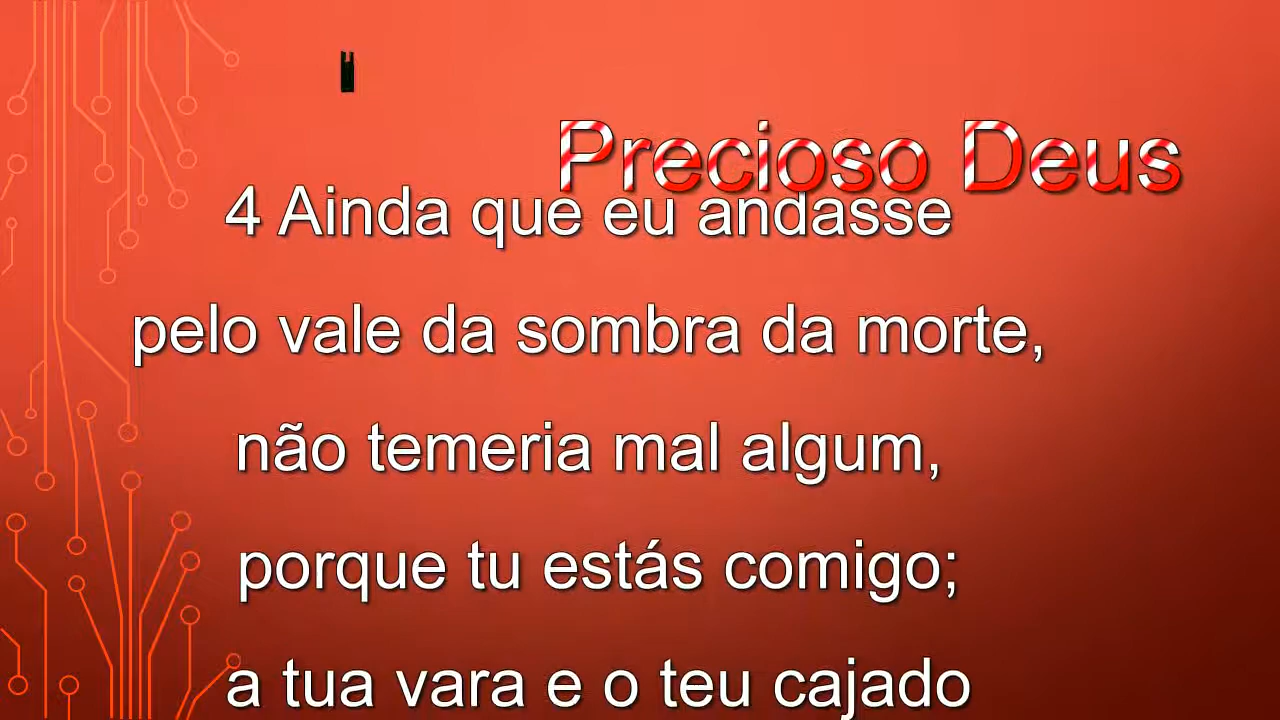 Precioso Deus
4 Ainda que eu andasse
pelo vale da sombra da morte,
não temeria mal algum,
porque tu estás comigo;
a tua vara e o teu cajado